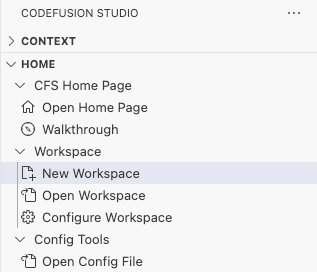 CODEFUSION STUDIO
CONTEXT
HOME
CFS Home Page
Open Home Page
Walkthrough
Workspace
New Workspace
Open Workspace
Configure Workspace
Config Tools
Open Config File